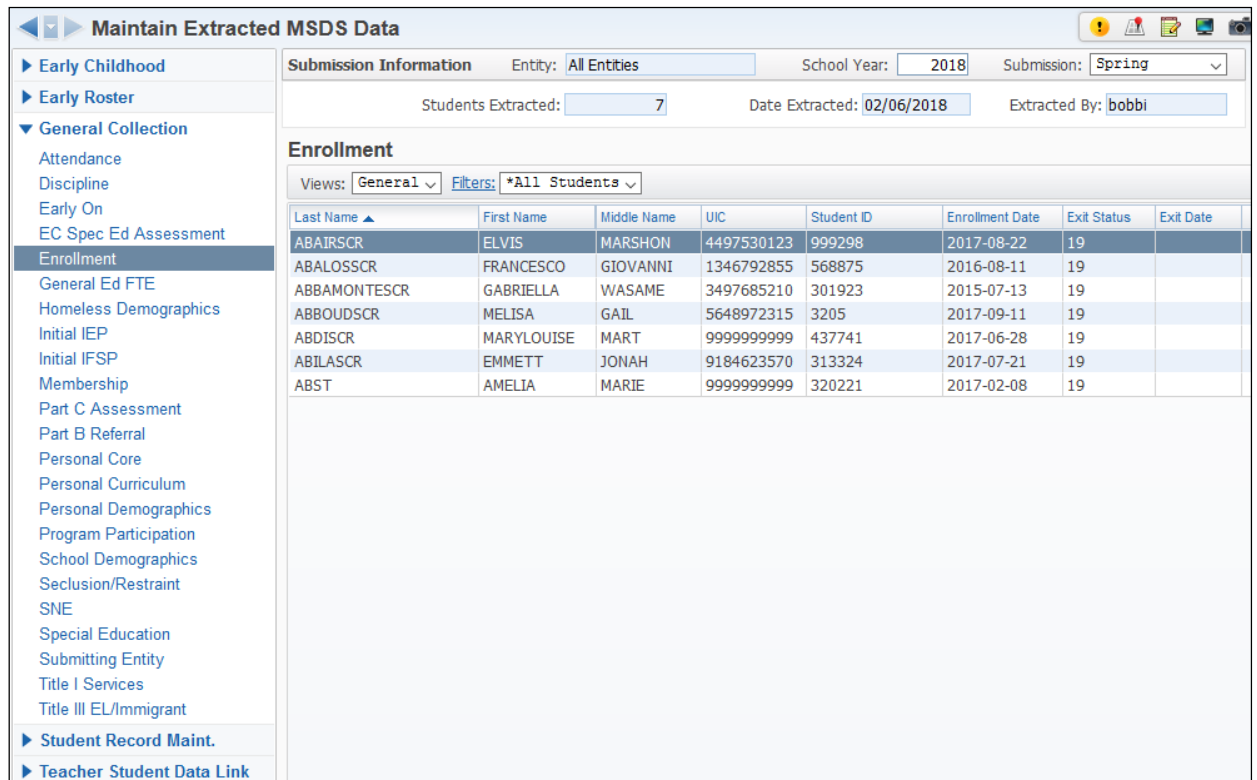 Maintain Extracted MSDS Data
Early Childhood
Early Roster
General Collection
Attendance
Discipline
Early On
EC Spec Ed Assessment
Enrollment
General Ed FTE
Homeless Demographics
Initial IEP
Initial IFSP
Membership
Part C Assessment
Part B Referral
Personal Core
Personal Curriculum
Personal Demographics
Program Participation
School Demographics
Seclusion/Restraint
SNE
Special Education
Submitting Entity
Title I Services
Title III EL/Immigrant
Student Record Maint.
Teacher Student Data Link
Submission Information Entity: All Entities School Year: 2018 Submission: Spring
Students Extracted: 7 Date Extracted: 02/06/2018 Extracted By: bobbi
Enrollment
Views: General Filters: *All Students
Last Name First Name Middle Name UIC Student ID Enrollment Date Exit Status Exit Date
ABAIRSCR ELVIS MARSHON 4497530123 999298 2017-08-22 19
ABALOSSCR FRANCESCO GIOVANNI 1346792855 568875 2016-08-11 19
ABBAMONTESCR GABRIELLA WASAME 3497685210 301923 2015-07-13 19
ABBOUDSCR MELISA GAIL 5648972315 3205 2017-09-11 19
ABDISCR MARYLOUISE MART 9999999999 437741 2017-06-28 19
ABILASCR EMMETT JONAH 9184623570 313324 2017-07-21 19
ABST AMELIA MARIE 9999999999 320221 2017-02-08 19